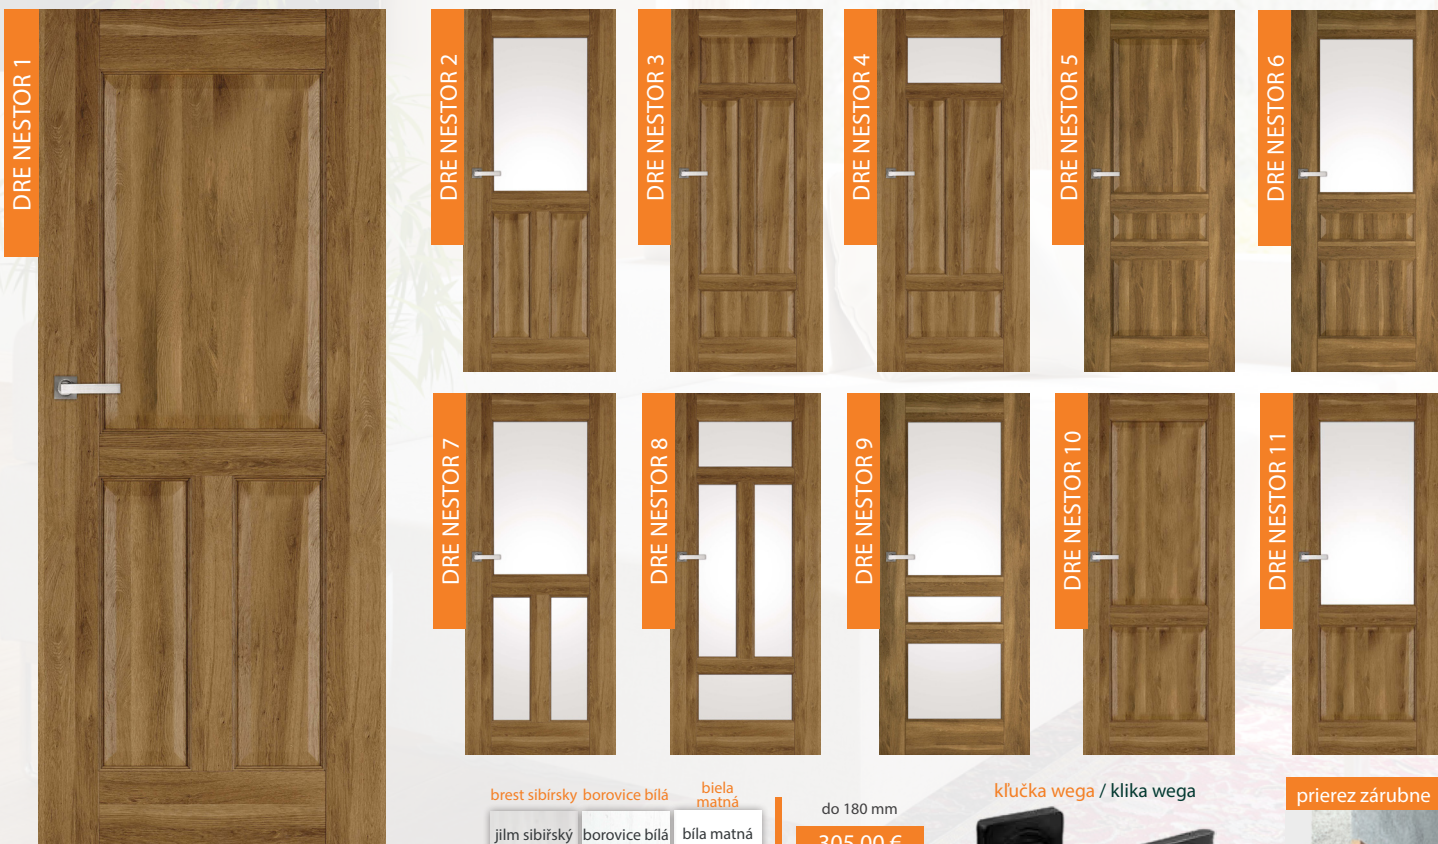 DRE NESTOR 1
DRE NESTOR 2
DRE NESTOR 3
DRE NESTOR 4
DRE NESTOR 5
DRE NESTOR 6
DRE NESTOR 7
DRE NESTOR 8
DRE NESTOR 9
DRE NESTOR 10
DRE NESTOR 11
brest sibírsky
borovice bílá
biela
matná
jilm sibiřský
borovice bílá
bíla matná
do 180 mm
305,00 €
kľučka wega / klika wega
prierez zárubne